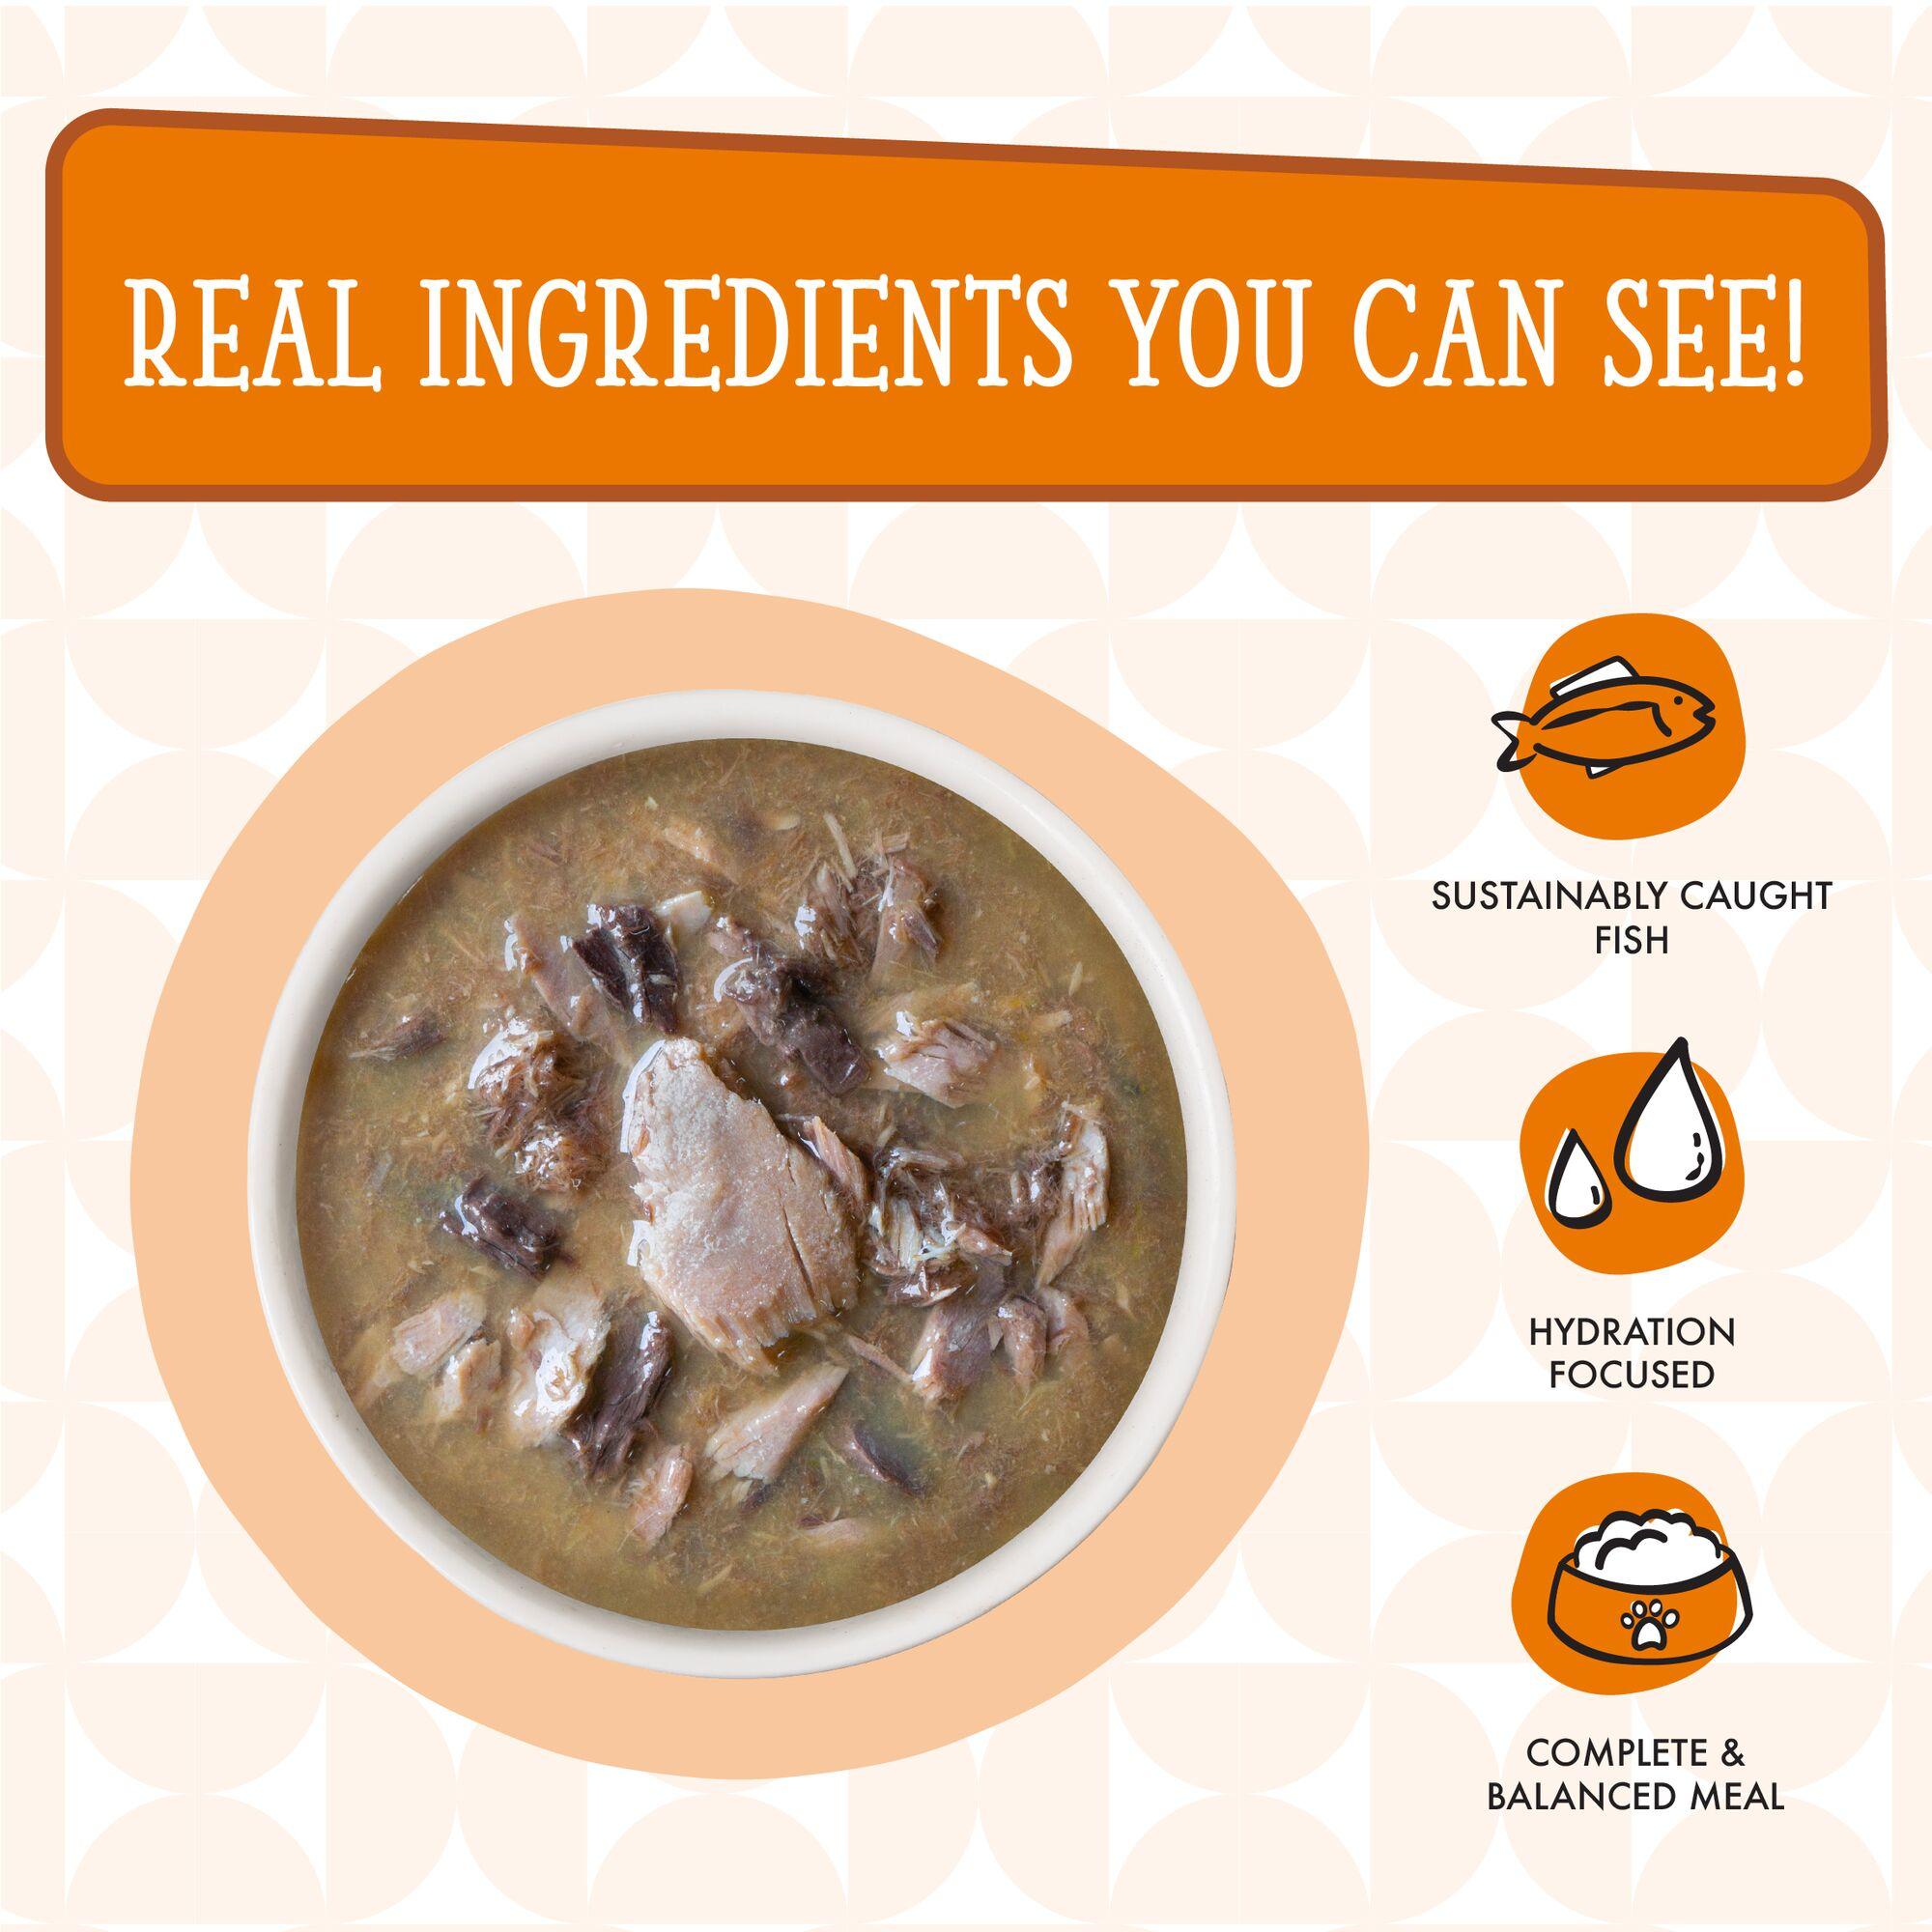 REAL INGREDIENTS YOU CAN SEE!
SUSTAINABLY CAUGHT
FISH
HYDRATION
FOCUSED
COMPLETE &
BALANCED MEAL